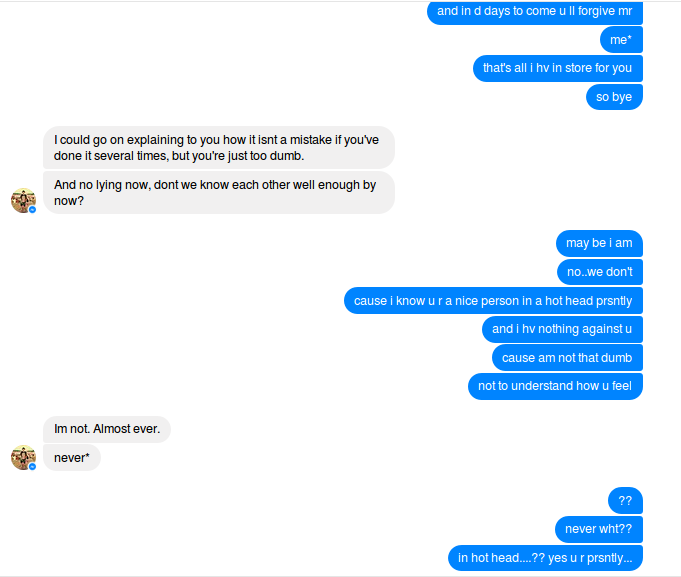 and in d days to come u ll forgive mr
me*
that's all i hv in store for you
so bye
I could go on explaining to you how it isnt a mistake if you've
done it several times, but you're just too dumb.
And no lying now, dont we know each other well enough by
now?
may be i am
no..we don't
cause i know u r a nice person in a hot head prsntly
and i hv nothing against u
cause am not that dumb
not to understand how u feel
Im not. Almost ever.
never*
??
never wht??
in hot head....?? yes u r prsntly...